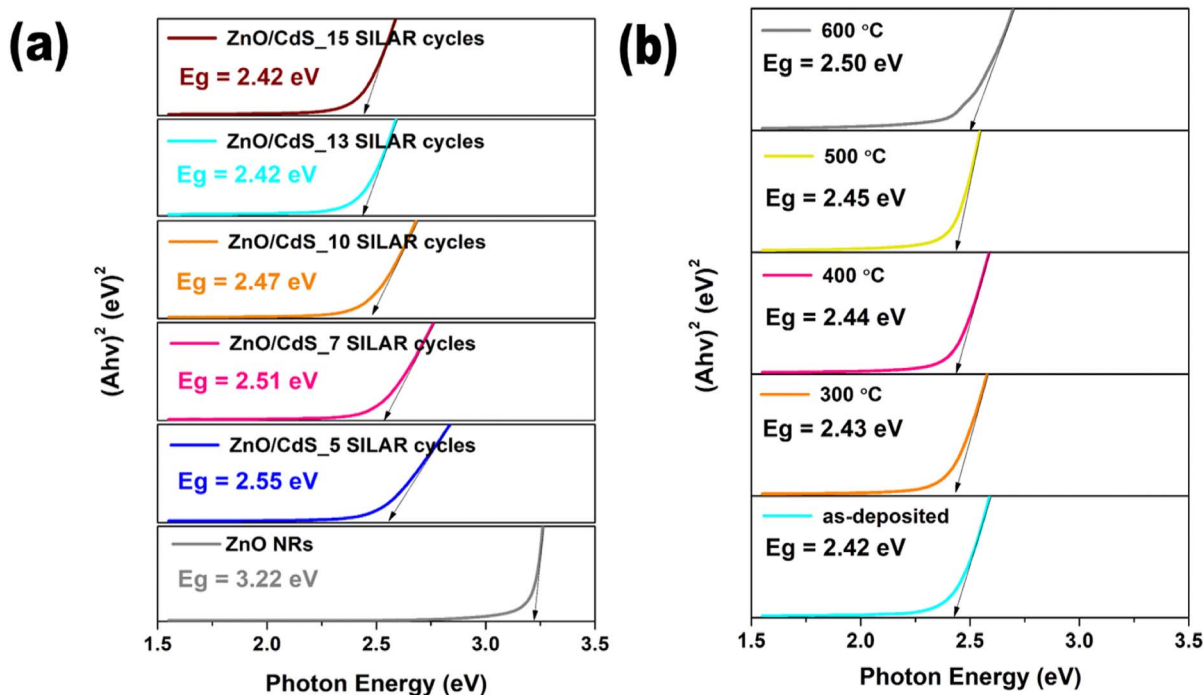 (a)
ZnO/CdS_15 SILAR cycles
Eg = 2.42 eV
ZnO/CdS_13 SILAR cycles
Eg = 2.42 eV
ZnO/CdS_10 SILAR cycles
Eg = 2.47 eV
ZnO/CdS_7 SILAR cycles
Eg = 2.51 eV
ZnO/CdS_5 SILAR cycles
Eg = 2.55 eV
ZnO NRs
Eg = 3.22 eV
(Ahv)² (eV)²
1.5 2.0 2.5 3.0 3.5
Photon Energy (eV)
(b)
600 °C
Eg = 2.50 eV
500 °C
Eg = 2.45 eV
400 °C
Eg = 2.44 eV
300 °C
Eg = 2.43 eV
as-deposited
Eg = 2.42 eV
(Ahv)² (eV)²
1.5 2.0 2.5 3.0 3.5
Photon Energy (eV)